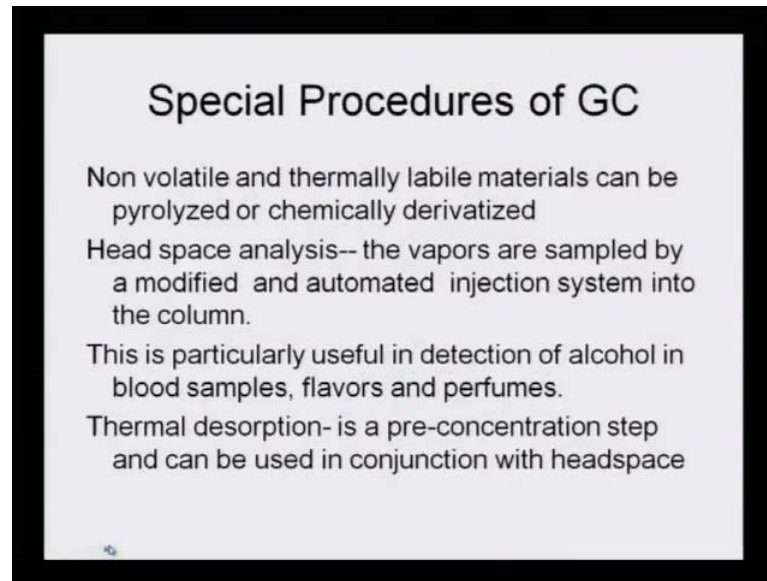 Special Procedures of GC
Non volatile and thermally labile materials can be
pyrolyzed or chemically derivatized
Head space analysis-- the vapors are sampled by
a modified and automated injection system into
the column.
This is particularly useful in detection of alcohol in
blood samples, flavors and perfumes.
Thermal desorption- is a pre-concentration step
and can be used in conjunction with headspace